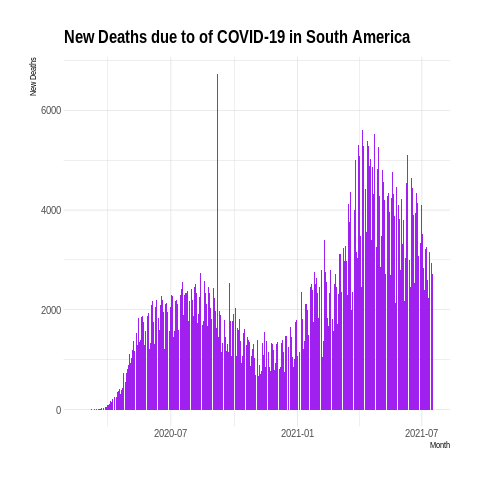 New Deaths due to of COVID-19 in South America
New Deaths
6000
4000
2000
0
2020-07
2021-01
2021-07
Month